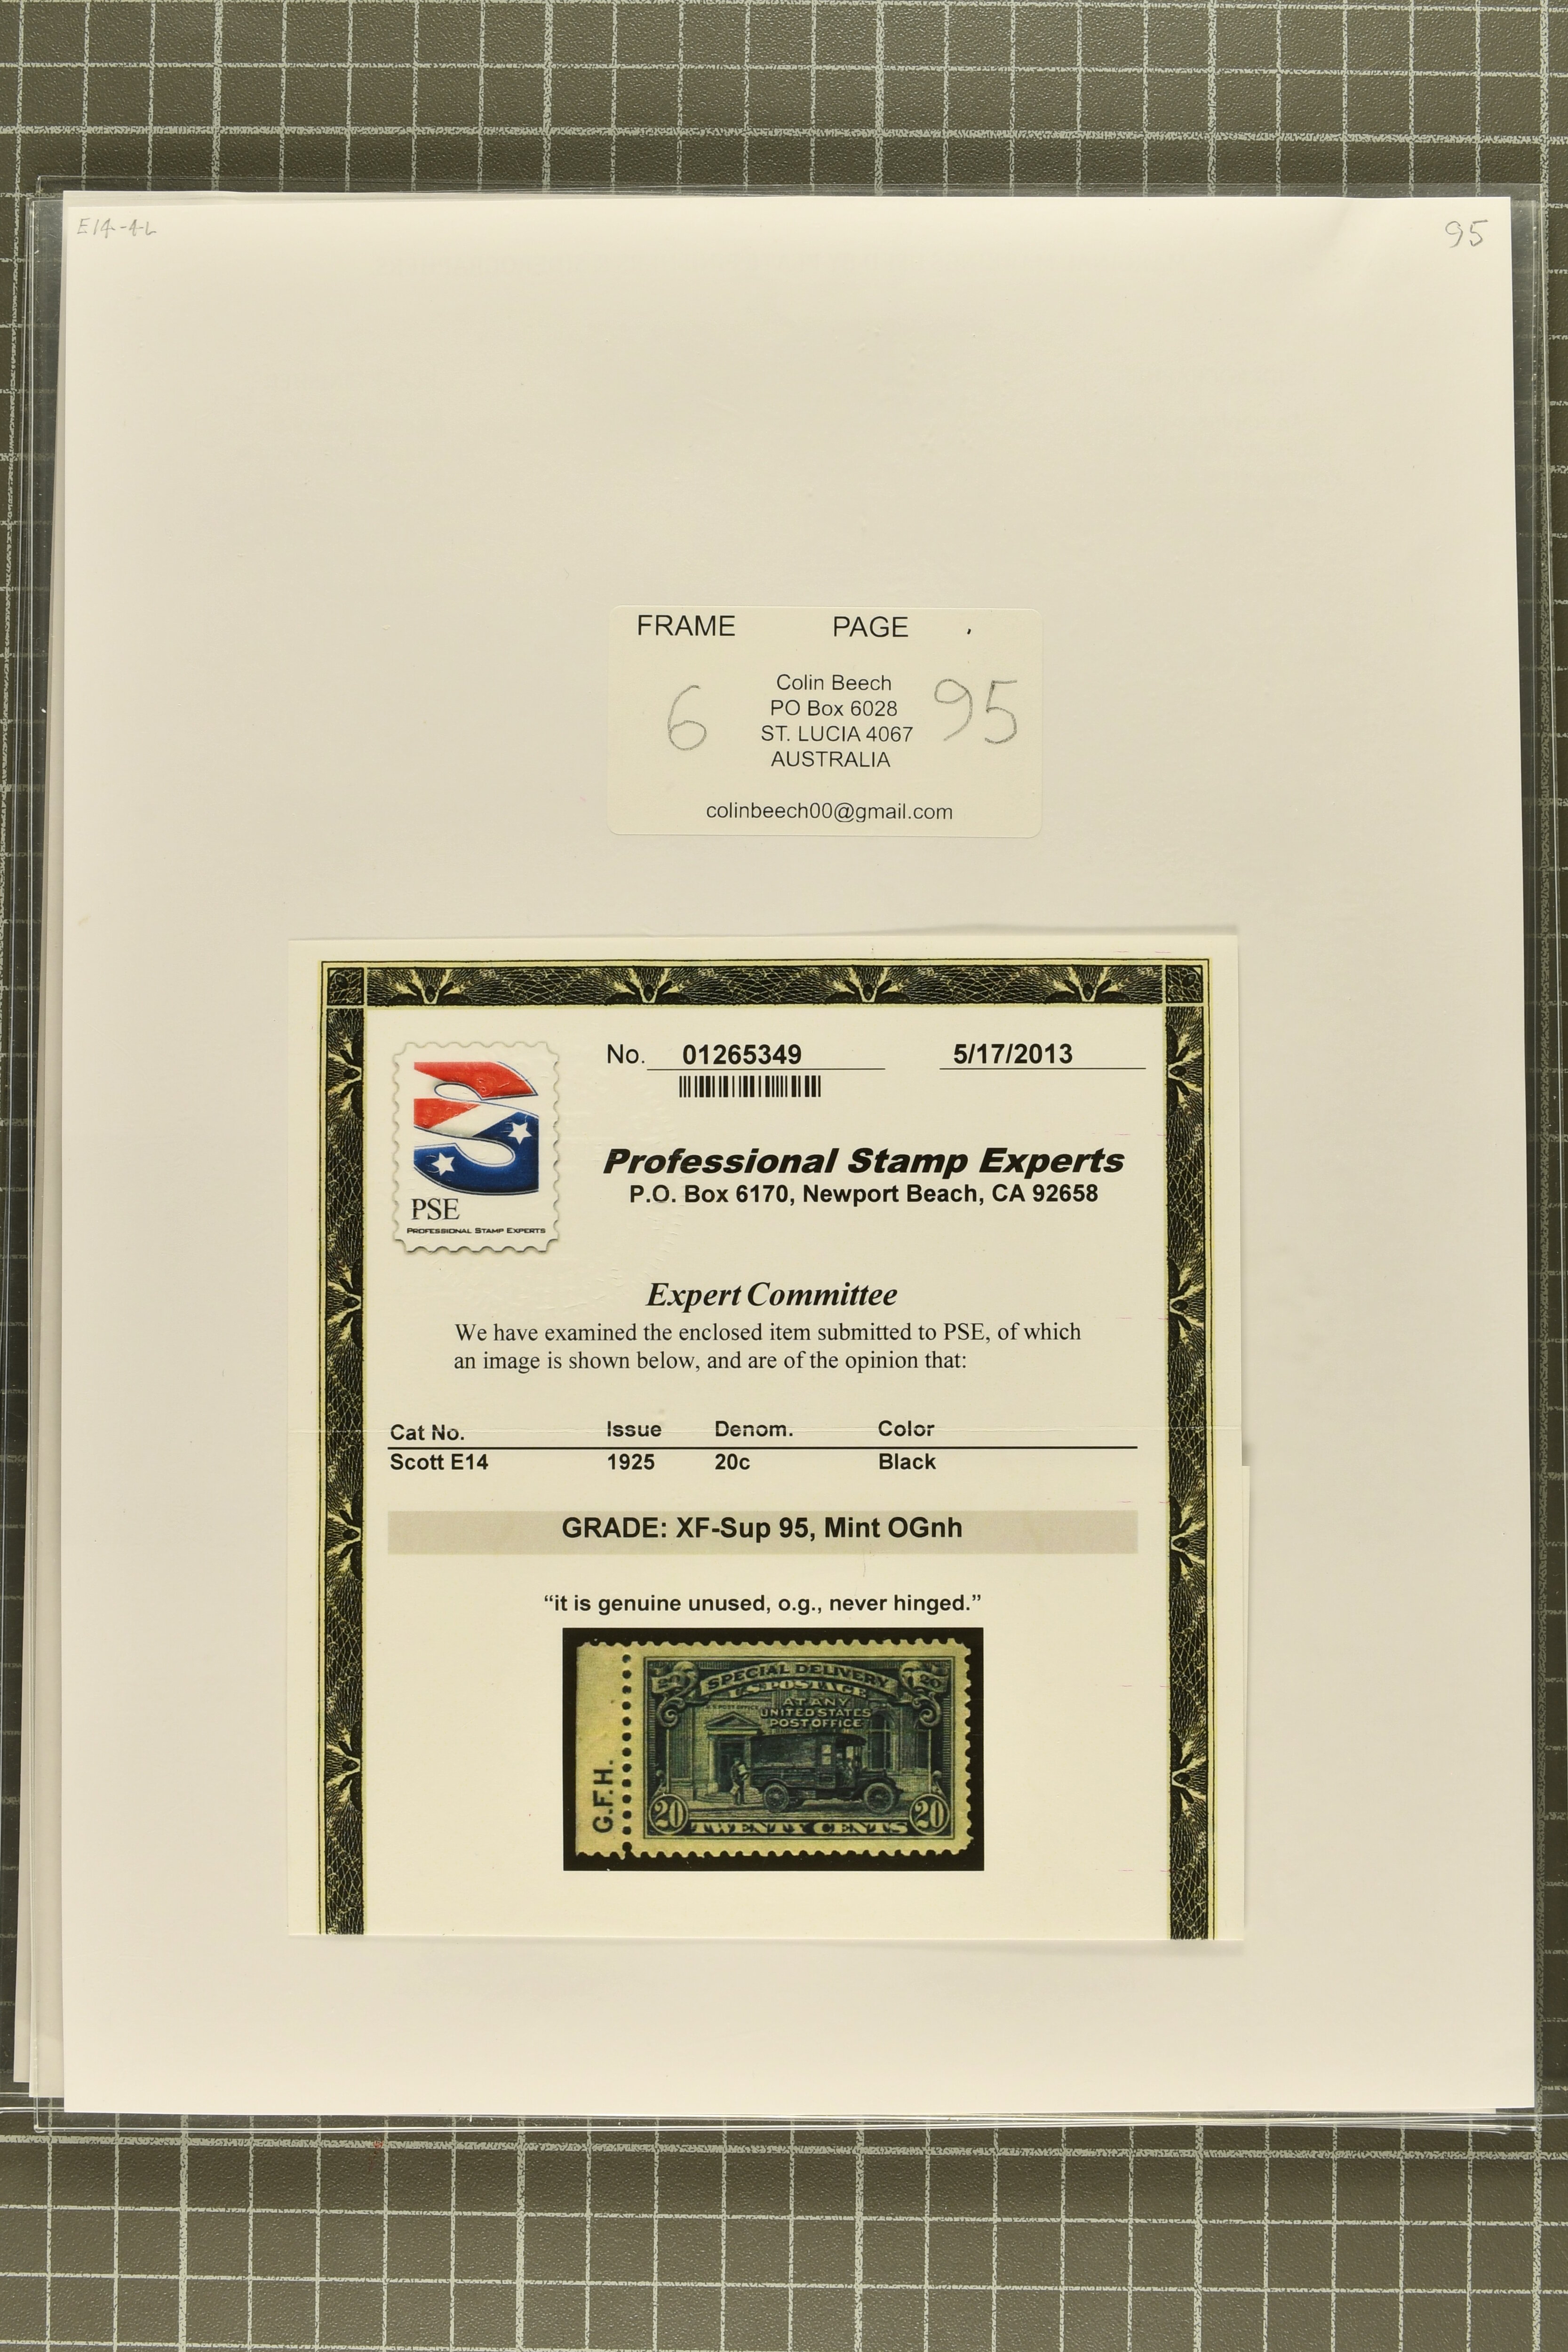 E14-4-L
95
FRAME PAGE
6
95
Colin Beech
PO Box 6028
ST. LUCIA 4067
AUSTRALIA
colinbeech00@gmail.com
No. 01265349 5/17/2013
PSE
PROFESSIONAL STAMP EXPERTS
Professional Stamp Experts
P.O. Box 6170, Newport Beach, CA 92658
Expert Committee
We have examined the enclosed item submitted to PSE, of which
an image is shown below, and are of the opinion that:
Cat No. Issue Denom. Color
Scott E14 1925 20c Black
GRADE: XF-Sup 95, Mint OGnh
“it is genuine unused, o.g., never hinged.”
G.F.H.
20 SPECIAL DELIVERY 20
U.S. POSTAGE
AT ANY
U.S. POST OFFICE
UNITED STATES
POST OFFICE
20 TWENTY CENTS 20